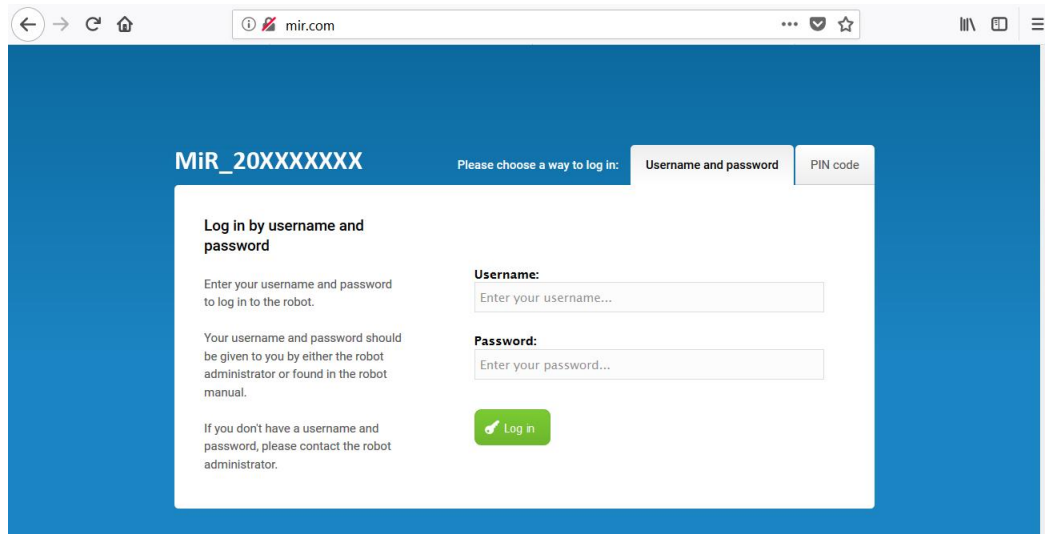 mir.com
MiR_20XXXXXXX
Please choose a way to log in:
Username and password
PIN code
Log in by username and
password
Enter your username and password
to log in to the robot.
Your username and password should
be given to you by either the robot
administrator or found in the robot
manual.
If you don't have a username and
password, please contact the robot
administrator.
Username:
Enter your username...
Password:
Enter your password...
Log in